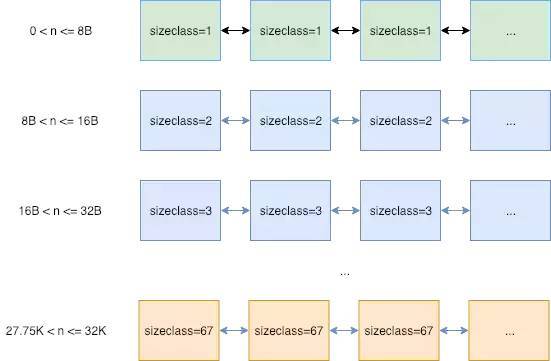 0 < n <= 8B sizeclass=1 sizeclass=1 sizeclass=1 ...
8B < n <= 16B sizeclass=2 sizeclass=2 sizeclass=2 ...
16B < n <= 32B sizeclass=3 sizeclass=3 sizeclass=3 ...
...
27.75K < n <= 32K sizeclass=67 sizeclass=67 sizeclass=67 ...